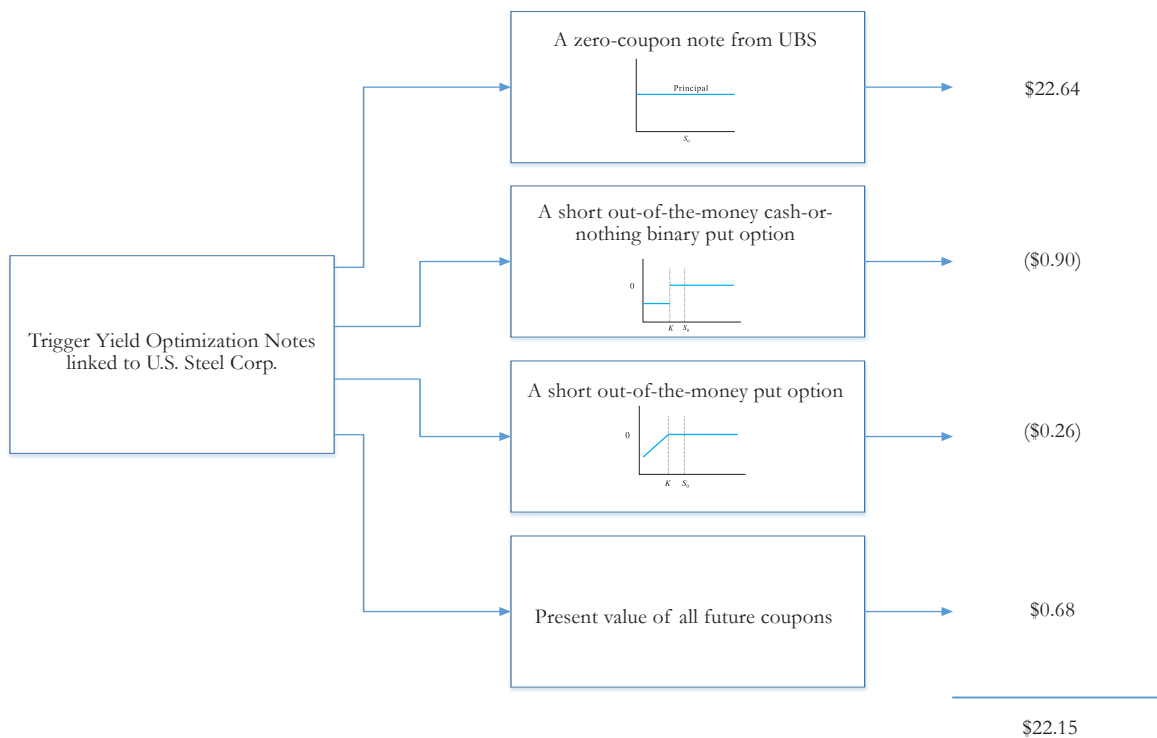 A zero-coupon note from UBS
Principal
S0
$22.64
A short out-of-the-money cash-or-
nothing binary put option
0
K S0
($0.90)
Trigger Yield Optimization Notes
linked to U.S. Steel Corp.
A short out-of-the-money put option
0
K S0
($0.26)
Present value of all future coupons
$0.68
$22.15